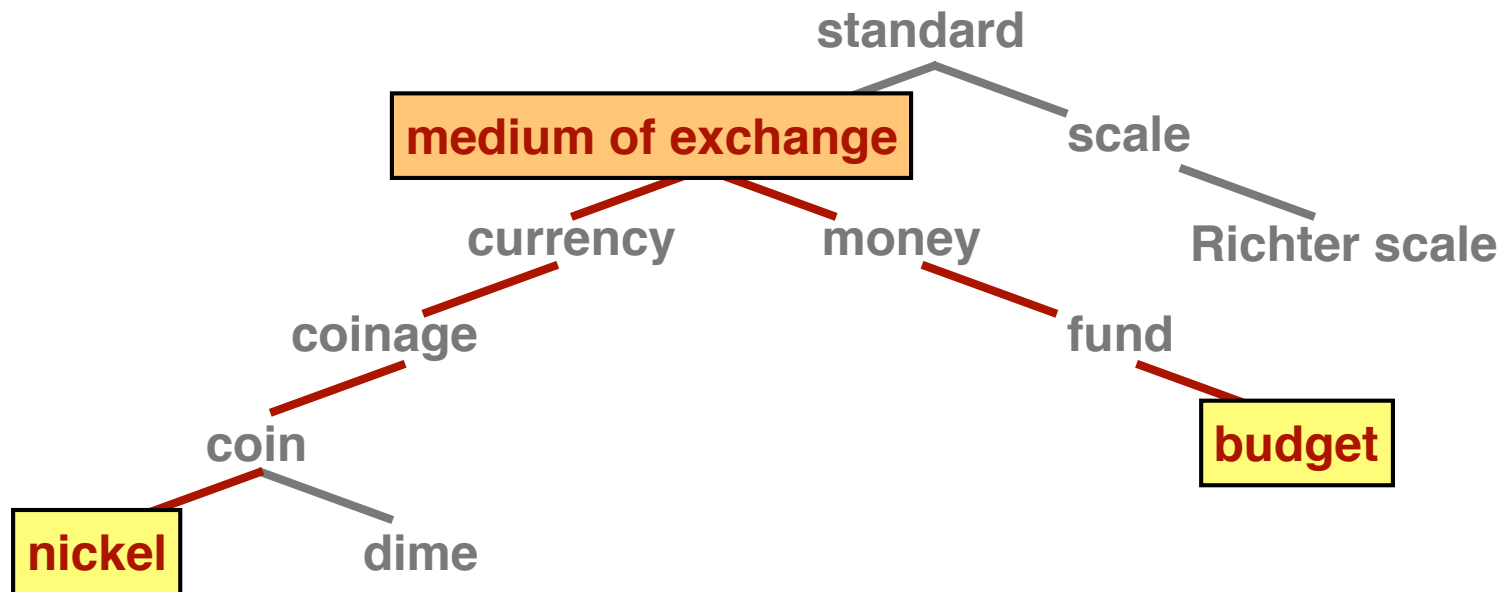 standard
medium of exchange
scale
currency
money
Richter scale
coinage
fund
coin
budget
nickel
dime